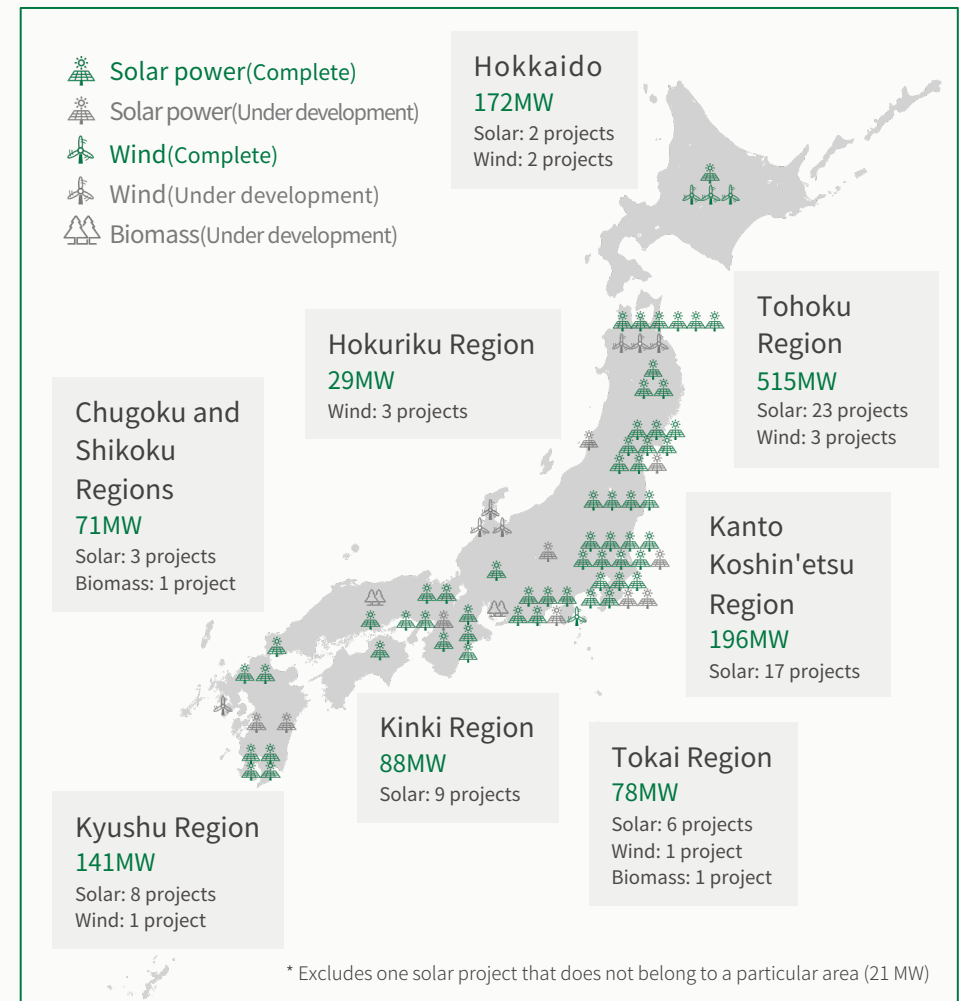 Solar power(Complete)
Solar power(Under development)
Wind(Complete)
Wind(Under development)
Biomass(Under development)
Hokkaido
172MW
Solar: 2 projects
Wind: 2 projects
Tohoku
Region
515MW
Solar: 23 projects
Wind: 3 projects
Hokuriku Region
29MW
Wind: 3 projects
Chugoku and
Shikoku
Regions
71MW
Solar: 3 projects
Biomass: 1 project
Kanto
Koshin'etsu
Region
196MW
Solar: 17 projects
Kinki Region
88MW
Solar: 9 projects
Tokai Region
78MW
Solar: 6 projects
Wind: 1 project
Biomass: 1 project
Kyushu Region
141MW
Solar: 8 projects
Wind: 1 project
* Excludes one solar project that does not belong to a particular area (21 MW)